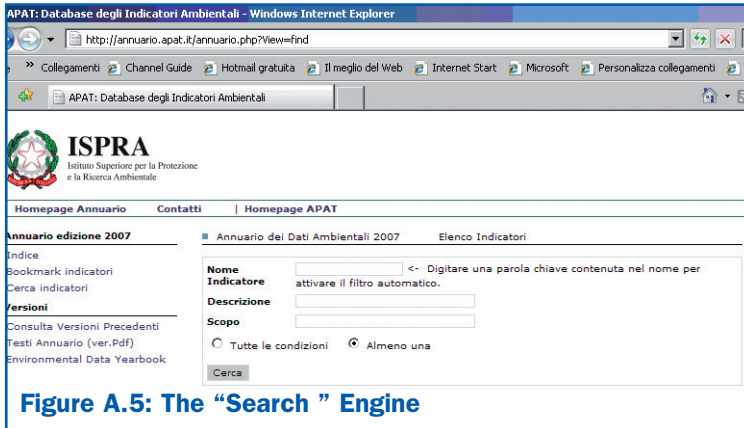 APAT: Database degli Indicatori Ambientali - Windows Internet Explorer
http://annuario.apat.it/annuario.php?View=find
» Collegamenti Channel Guide Hotmail gratuita Il meglio del Web Internet Start Microsoft Personalizza collegamenti
APAT: Database degli Indicatori Ambientali
ISPRA
Istituto Superiore per la Protezione
e la Ricerca Ambientale
Homepage Annuario Contatti | Homepage APAT
Annuario edizione 2007
Indice
Bookmark indicatori
Cerca indicatori
Versioni
Consulta Versioni Precedenti
Testi Annuario (ver.Pdf)
Environmental Data Yearbook
Annuario dei Dati Ambientali 2007 Elenco Indicatori
Nome Indicatore <- Digitare una parola chiave contenuta nel nome per
attivare il filtro automatico.
Descrizione
Scopo
Tutte le condizioni Almeno una
Cerca
Figure A.5: The “Search ” Engine